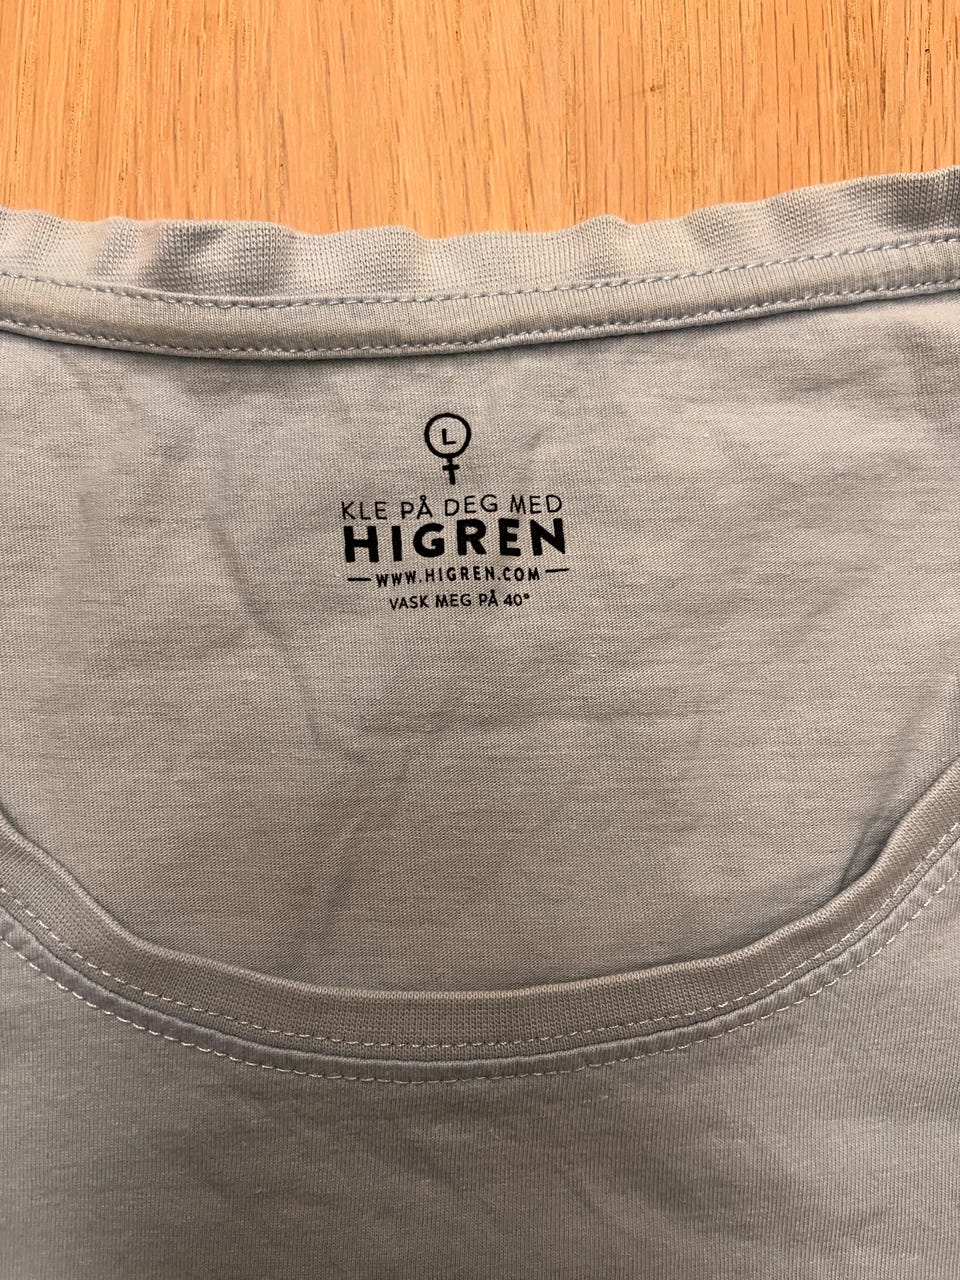 L
KLE PÅ DEG MED
HIGREN
WWW.HIGREN.COM
VASK MEG PÅ 40°